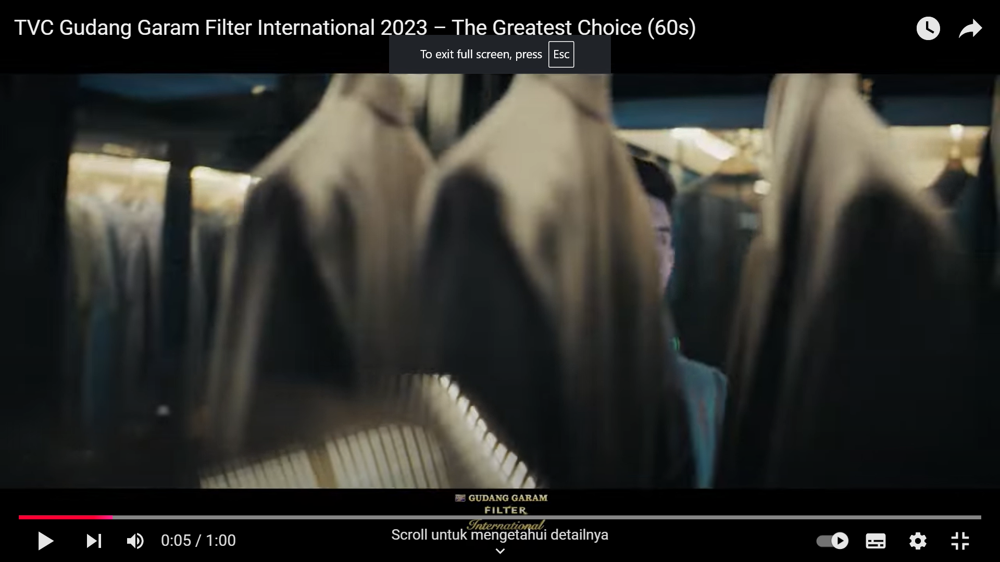 TVC Gudang Garam Filter International 2023 – The Greatest Choice (60s)
To exit full screen, press Esc
GUDANG GARAM
FILTER
International
Scroll untuk mengetahui detailnya
0:05 / 1:00